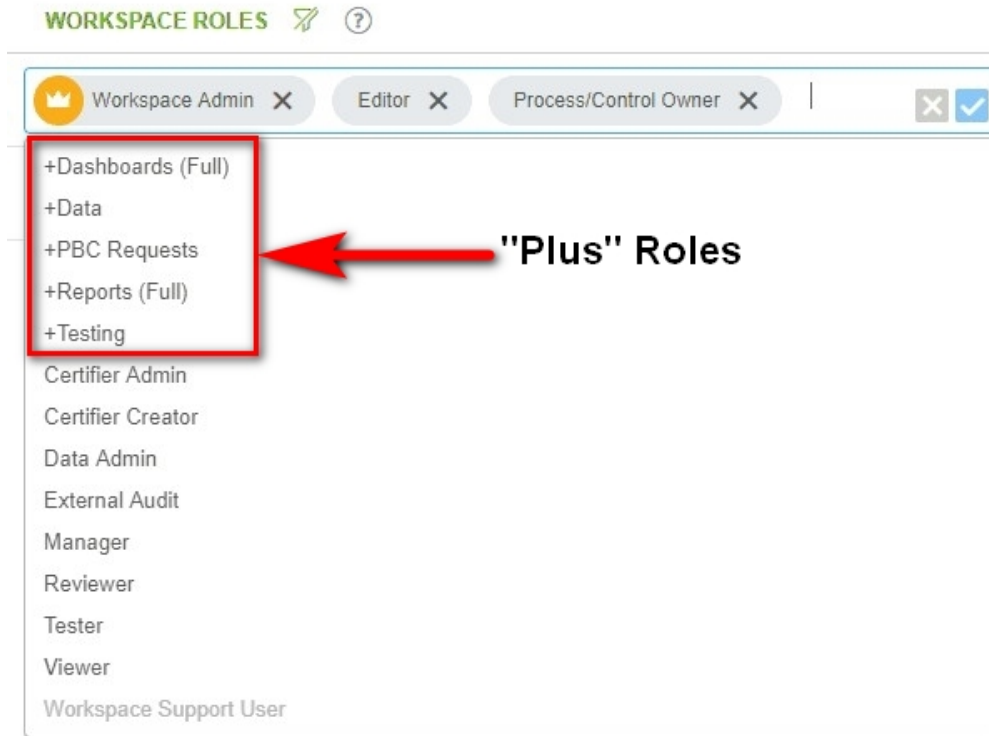 WORKSPACE ROLES ?
Workspace Admin X Editor X Process/Control Owner X
+Dashboards (Full)
+Data
+PBC Requests
"Plus" Roles
+Reports (Full)
+Testing
Certifier Admin
Certifier Creator
Data Admin
External Audit
Manager
Reviewer
Tester
Viewer
Workspace Support User